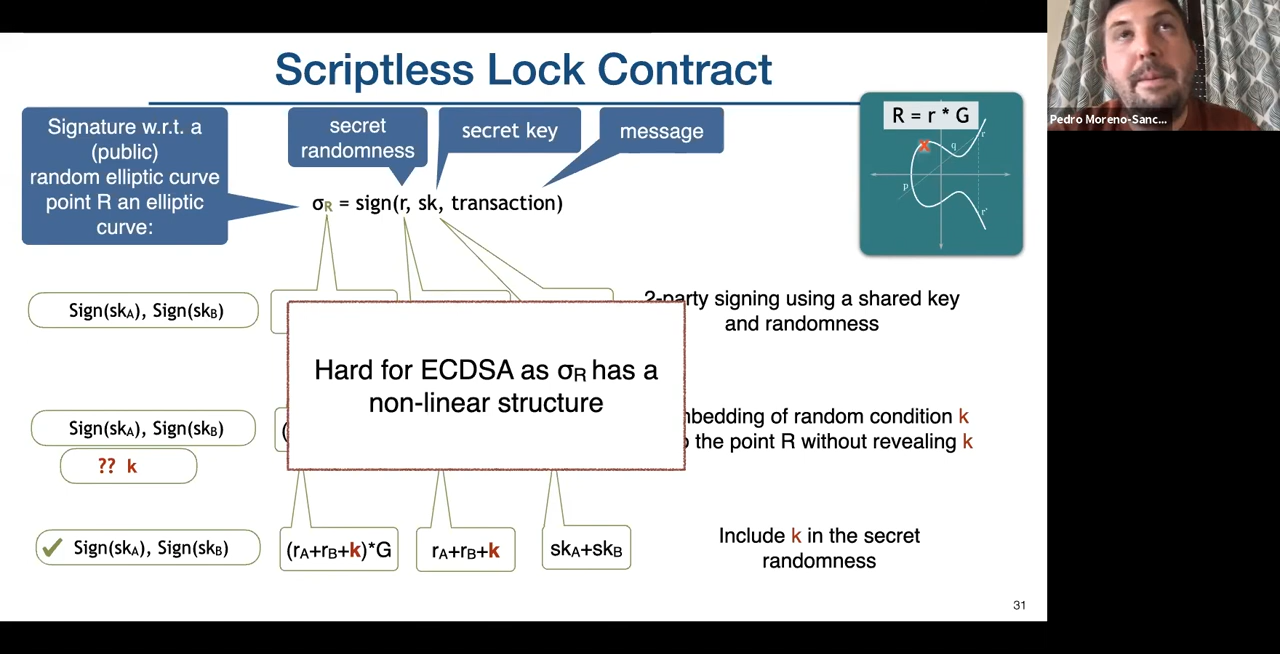 Scriptless Lock Contract
Signature w.r.t. a
(public)
random elliptic curve
point R an elliptic
curve:
secret
randomness
secret key
message
R = r * G
x
q
r
p
r'
σR = sign(r, sk, transaction)
Pedro Moreno-Sanc...
Sign(skA), Sign(skB)
2-party signing using a shared key
and randomness
Hard for ECDSA as σR has a
non-linear structure
Sign(skA), Sign(skB)
?? k
(
of random condition k
the point R without revealing k
✓ Sign(skA), Sign(skB)
(rA+rB+k)*G
rA+rB+k
skA+skB
Include k in the secret
randomness
31